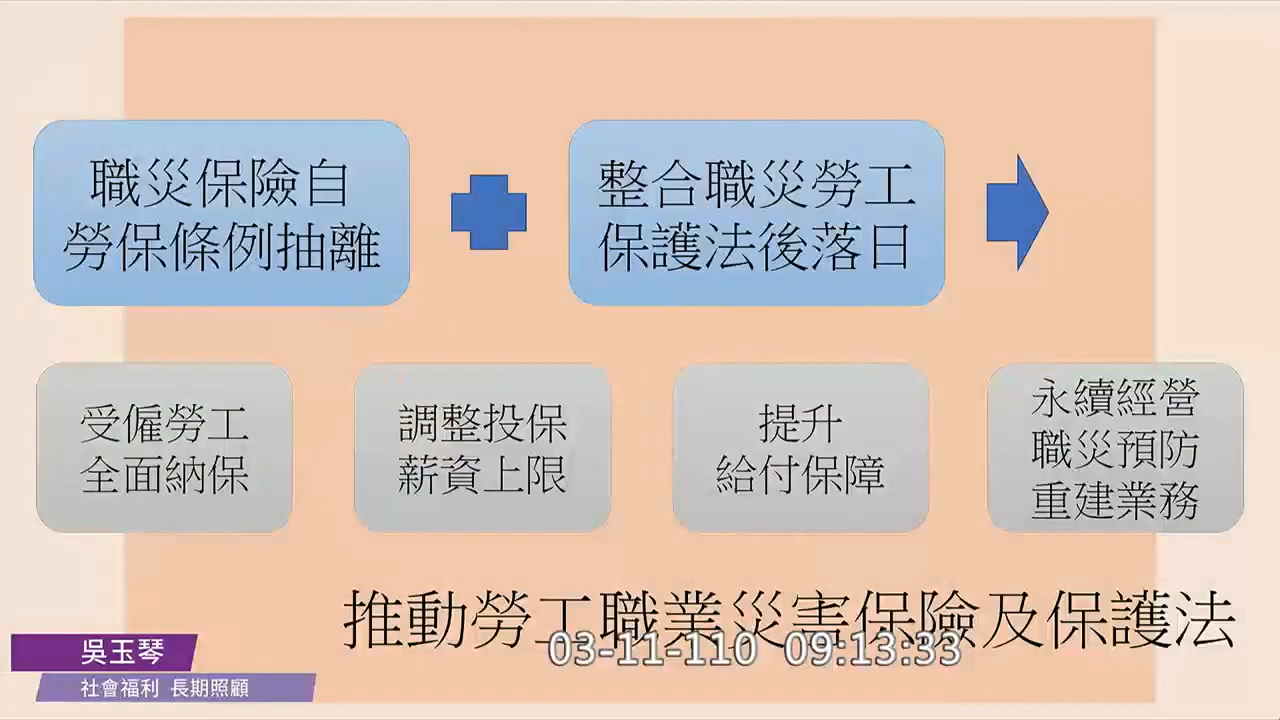 職災保險自
勞保條例抽離
整合職災勞工
保護法後落日
受僱勞工
全面納保
調整投保
薪資上限
提升
給付保障
永續經營
職災預防
重建業務
推動勞工職業災害保險及保護法
03-11-110 09:13:33
吳玉琴
社會福利 長期照顧